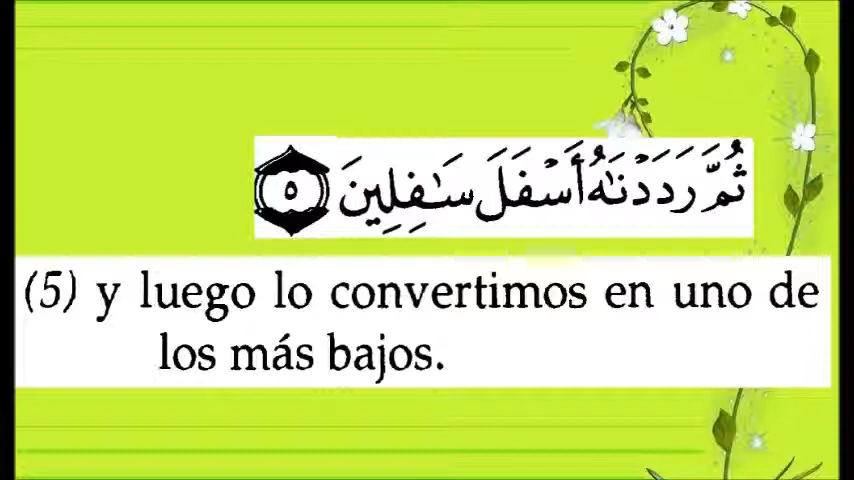 ثُمَّ رَدَدْنَٰهُ أَسْفَلَ سَٰفِلِينَ ٥
(5) y luego lo convertimos en uno de
los más bajos.